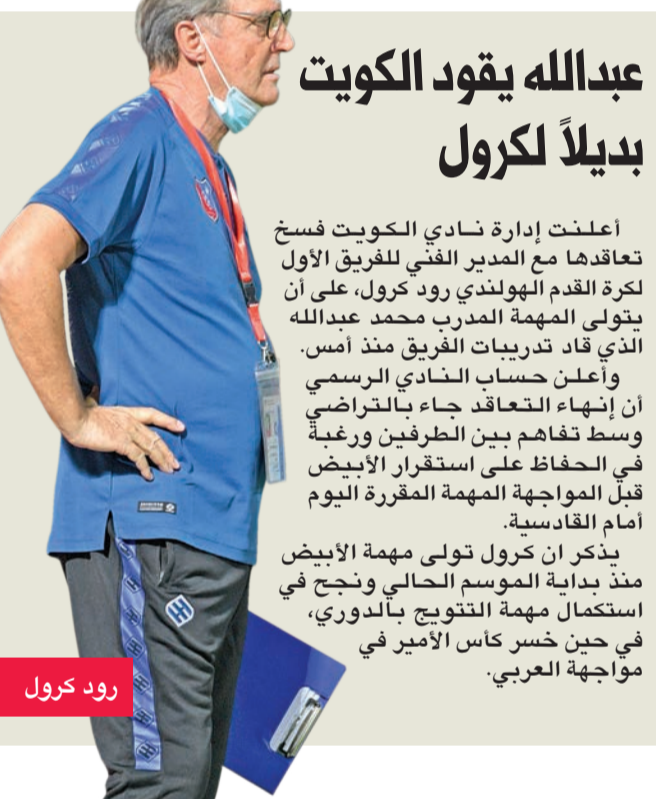 عبدالله يقود الكويت
بديلاً لكرول
أعلنت إدارة نادي الكويت فسخ
تعاقدها مع المدير الفني للفريق الأول
لكرة القدم الهولندي رود كرول، على أن
يتولى المهمة المدرب محمد عبدالله
الذي قاد تدريبات الفريق منذ أمس.
وأعلن حساب النادي الرسمي
أن إنهاء التعاقد جاء بالتراضي
وسط تفاهم بين الطرفين ورغبة
في الحفاظ على استقرار الأبيض
قبل المواجهة المهمة المقررة اليوم
أمام القادسية.
يذكر ان كرول تولى مهمة الأبيض
منذ بداية الموسم الحالي ونجح في
استكمال مهمة التتويج بالدوري،
في حين خسر كأس الأمير في
مواجهة العربي.
رود كرول